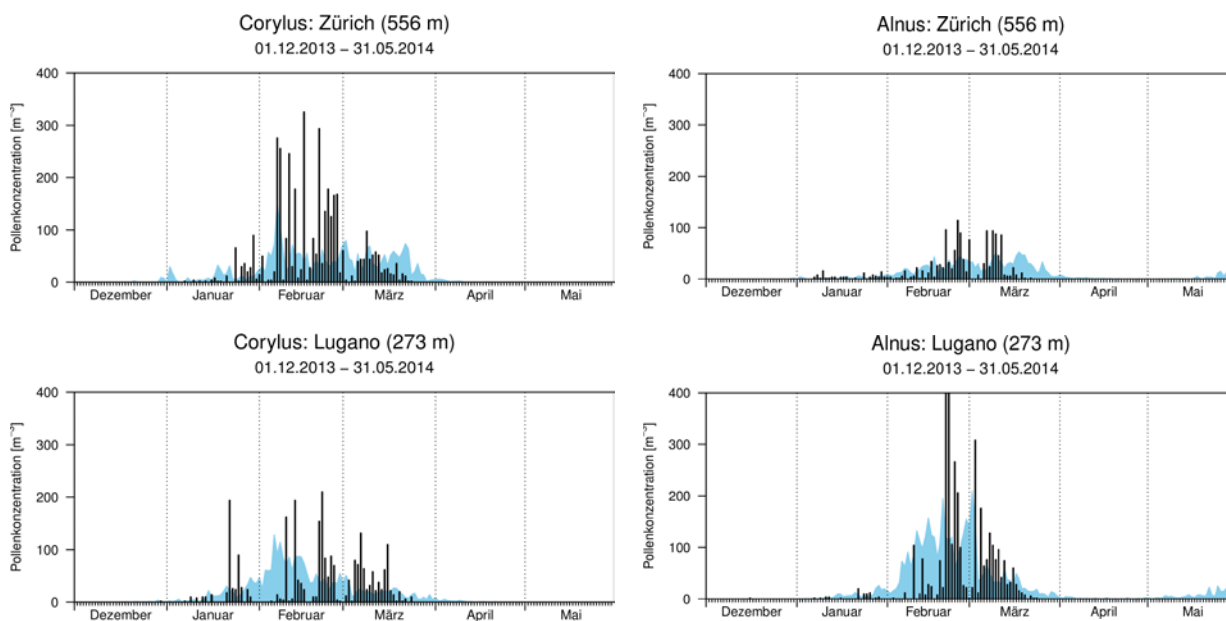 Corylus: Zürich (556 m)
01.12.2013 – 31.05.2014
Pollenkonzentration [m⁻³]
400
300
200
100
0
Dezember Januar Februar März April Mai
Alnus: Zürich (556 m)
01.12.2013 – 31.05.2014
Pollenkonzentration [m⁻³]
400
300
200
100
0
Dezember Januar Februar März April Mai
Corylus: Lugano (273 m)
01.12.2013 – 31.05.2014
Pollenkonzentration [m⁻³]
400
300
200
100
0
Dezember Januar Februar März April Mai
Alnus: Lugano (273 m)
01.12.2013 – 31.05.2014
Pollenkonzentration [m⁻³]
400
300
200
100
0
Dezember Januar Februar März April Mai